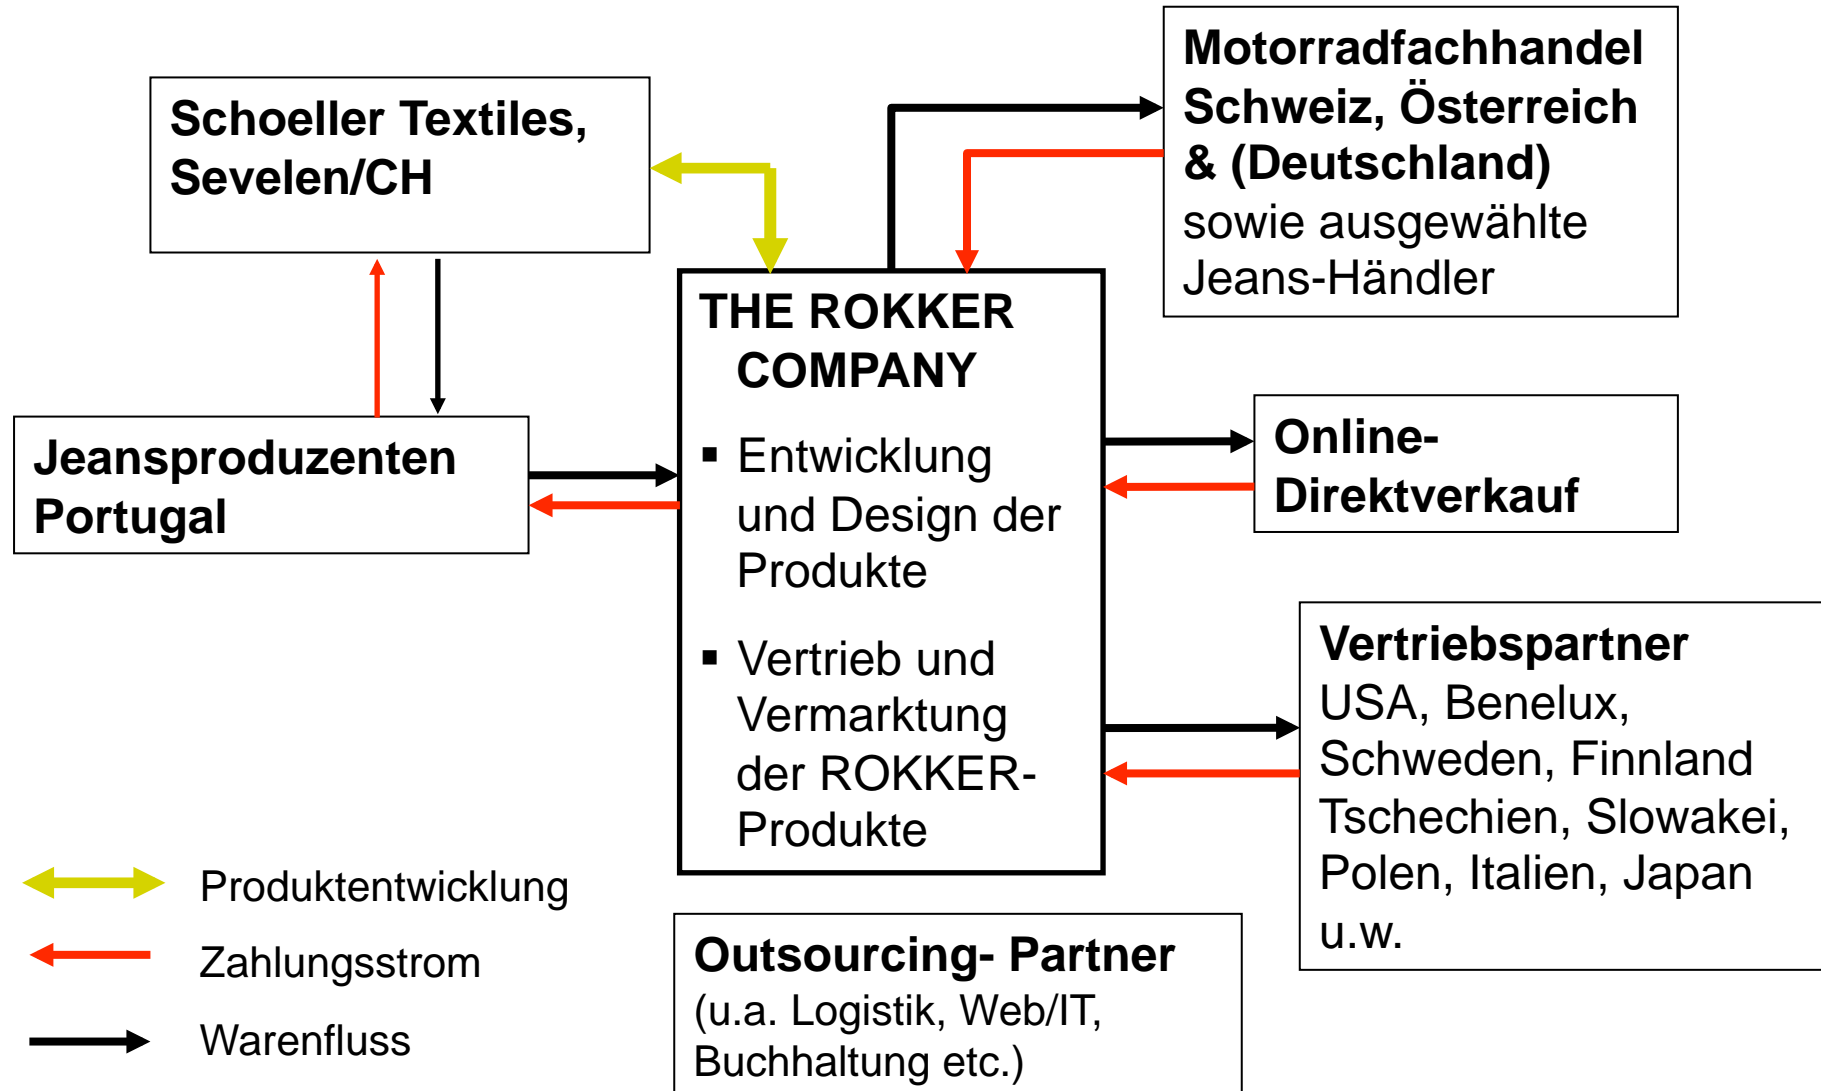 Schoeller Textiles,
Sevelen/CH
Motorradfachhandel
Schweiz, Österreich
& (Deutschland)
sowie ausgewählte
Jeans-Händler
Jeansproduzenten
Portugal
THE ROKKER
COMPANY
▪ Entwicklung
und Design der
Produkte
▪ Vertrieb und
Vermarktung
der ROKKER-
Produkte
Online-
Direktverkauf
Vertriebspartner
USA, Benelux,
Schweden, Finnland
Tschechien, Slowakei,
Polen, Italien, Japan
u.w.
Produktentwicklung
Zahlungsstrom
Warenfluss
Outsourcing- Partner
(u.a. Logistik, Web/IT,
Buchhaltung etc.)